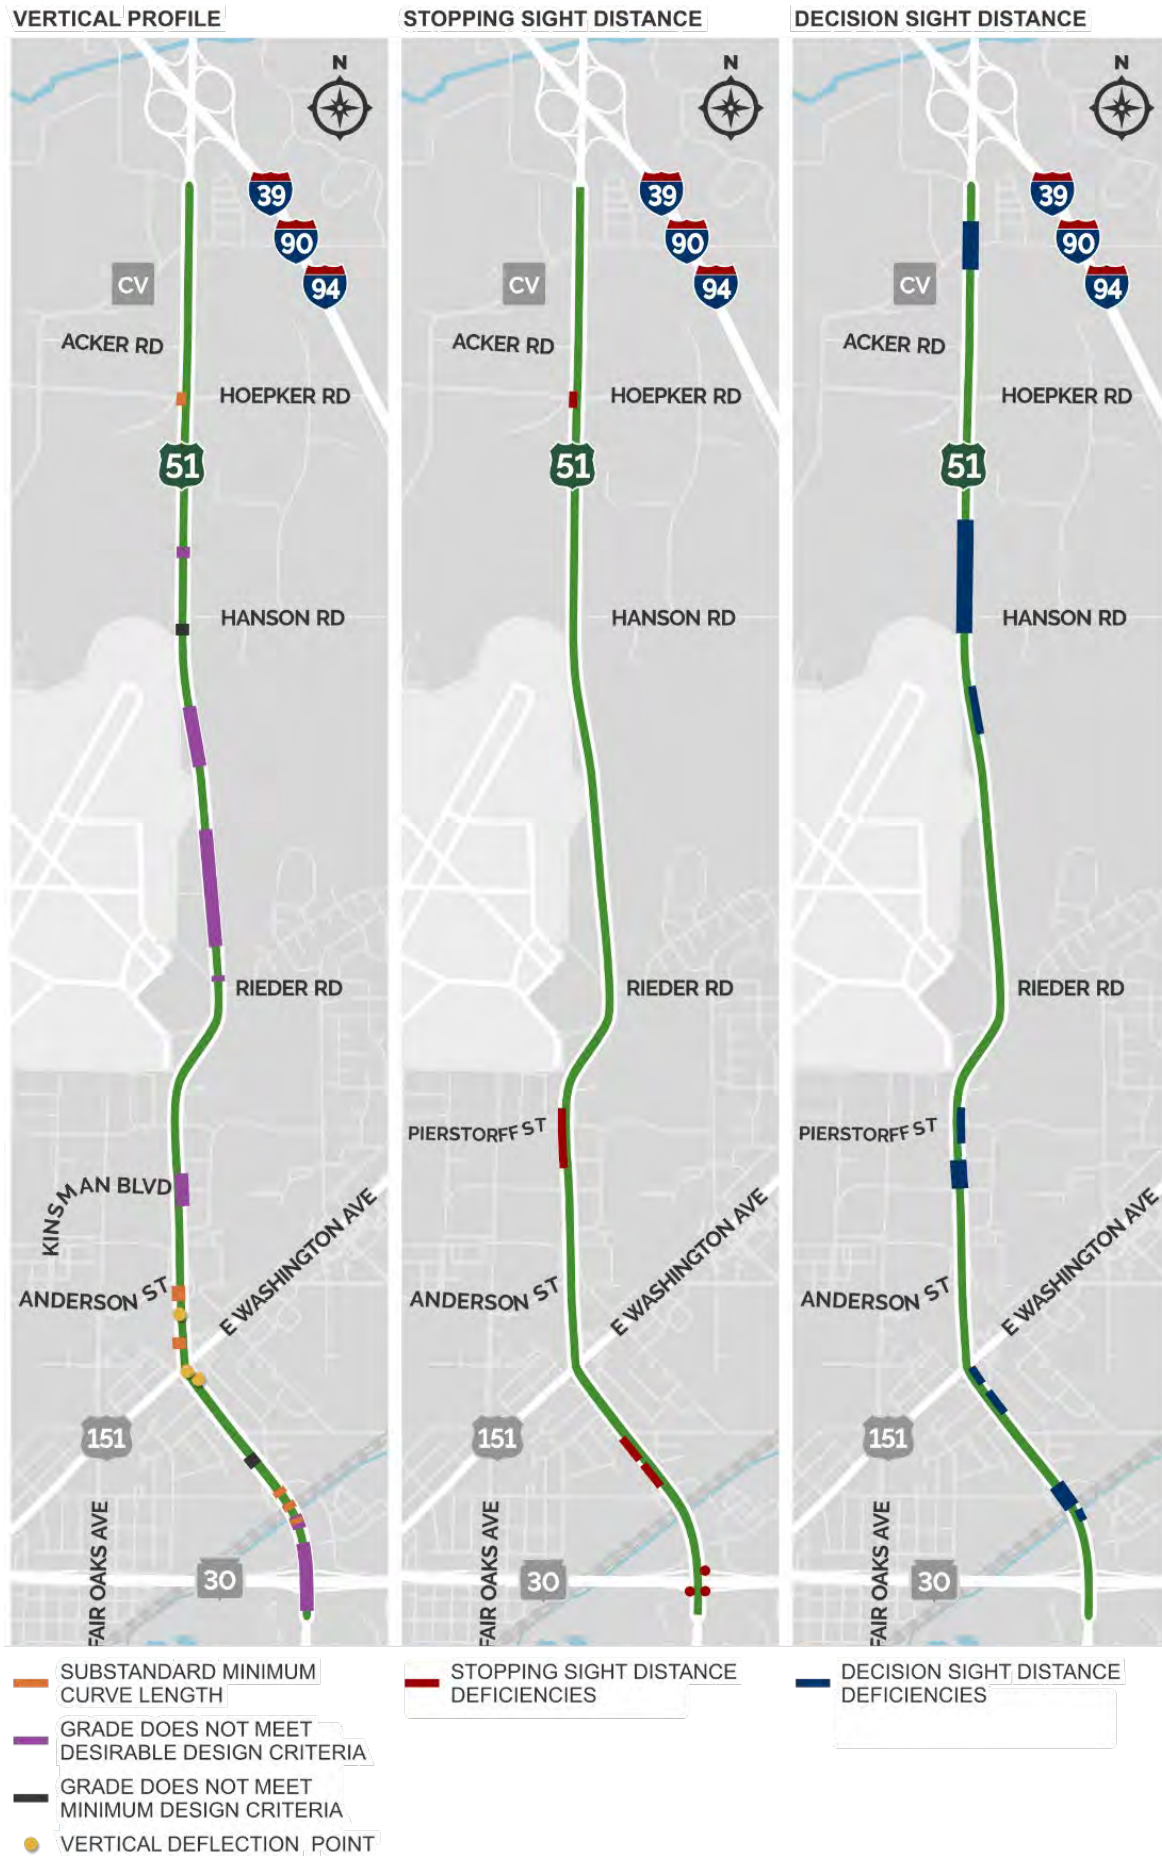 VERTICAL PROFILE
N
39
90
94
CV
ACKER RD
HOEPKER RD
51
HANSON RD
RIEDER RD
KINSMAN BLVD
E WASHINGTON AVE
ANDERSON ST
151
FAIR OAKS AVE
30
SUBSTANDARD MINIMUM
CURVE LENGTH
GRADE DOES NOT MEET
DESIRABLE DESIGN CRITERIA
GRADE DOES NOT MEET
MINIMUM DESIGN CRITERIA
VERTICAL DEFLECTION POINT
STOPPING SIGHT DISTANCE
N
39
90
94
CV
ACKER RD
HOEPKER RD
51
HANSON RD
RIEDER RD
PIERSTORFF ST
E WASHINGTON AVE
ANDERSON ST
151
FAIR OAKS AVE
30
STOPPING SIGHT DISTANCE
DEFICIENCIES
DECISION SIGHT DISTANCE
N
39
90
94
CV
ACKER RD
HOEPKER RD
51
HANSON RD
RIEDER RD
PIERSTORFF ST
E WASHINGTON AVE
ANDERSON ST
151
FAIR OAKS AVE
30
DECISION SIGHT DISTANCE
DEFICIENCIES